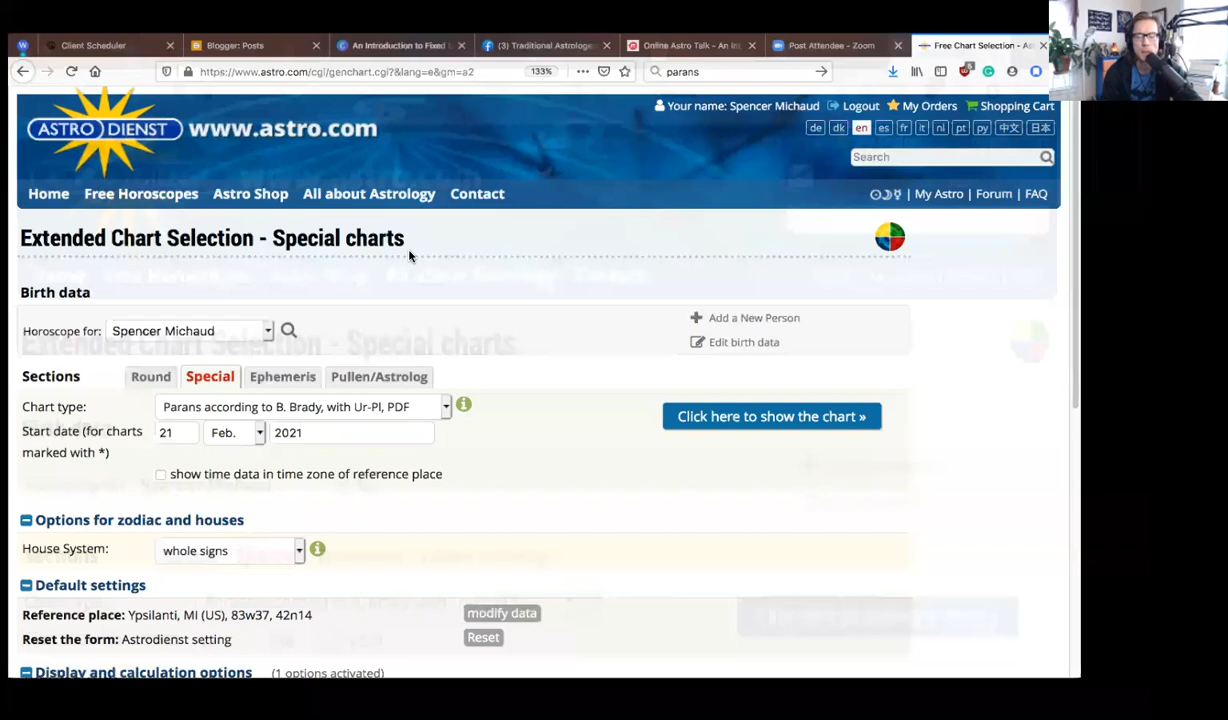 Client Scheduler
Blogger: Posts
An Introduction to Fixed
(3) Traditional Astrologe
Online Astro Talk - An In
Post Attendee - Zoom
Free Chart Selection - As
https://www.astro.com/cgi/genchart.cgi?&lang=e&gm=a2
133%
parans
ASTRO DIENST www.astro.com
Your name: Spencer Michaud Logout My Orders Shopping Cart
de dk en es fr it nl pt py 中文 日本
Search
Home Free Horoscopes Astro Shop All about Astrology Contact
My Astro | Forum | FAQ
Extended Chart Selection - Special charts
Birth data
Horoscope for: Spencer Michaud
Add a New Person
Edit birth data
Sections Round Special Ephemeris Pullen/Astrolog
Chart type: Parans according to B. Brady, with Ur-Pl, PDF
Click here to show the chart »
Start date (for charts marked with *) 21 Feb. 2021
show time data in time zone of reference place
Options for zodiac and houses
House System: whole signs
Default settings
Reference place: Ypsilanti, MI (US), 83w37, 42n14 modify data
Reset the form: Astrodienst setting Reset
Display and calculation options (1 options activated)